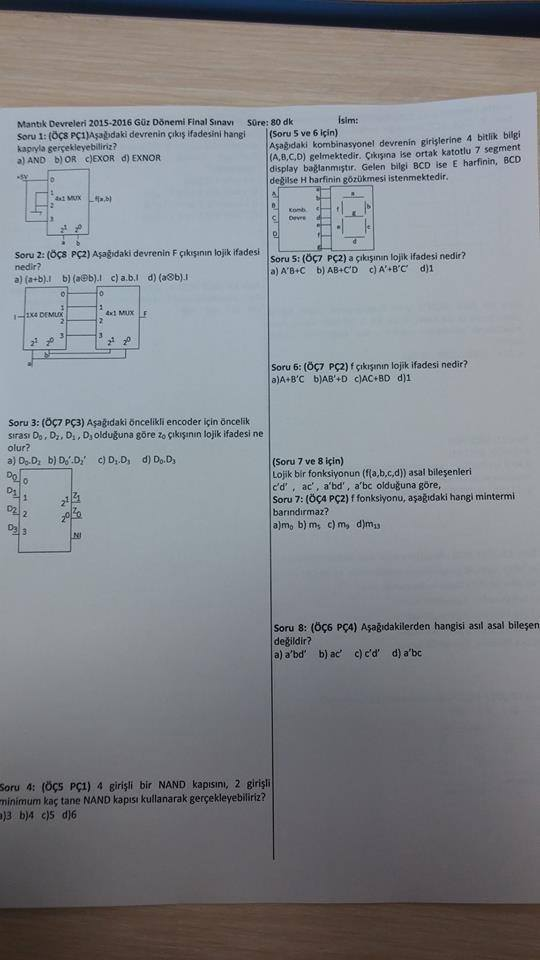 Mantık Devreleri 2015-2016 Güz Dönemi Final Sınavı Süre: 80 dk İsim:
Soru 1: (ÖÇ8 PÇ1)Aşağıdaki devrenin çıkış ifadesini hangi
kapıyla gerçekleyebiliriz?
a) AND b) OR c)EXOR d) EXNOR
+5V
0
1
2
3
4x1 MUX
f(a,b)
2¹ 2⁰
a b
Soru 2: (ÖÇ8 PÇ2) Aşağıdaki devrenin F çıkışının lojik ifadesi
nedir?
a) (a+b).I b) (a⊕b).I c) a.b.I d) (a⊗b).I
I
1X4 DEMUX
0
1
2
3
2¹ 2⁰
0
1
2
3
4x1 MUX
F
2¹ 2⁰
b
a
Soru 3: (ÖÇ7 PÇ3) Aşağıdaki öncelikli encoder için öncelik
sırası D₀ , D₂ , D₁ , D₃ olduğuna göre z₀ çıkışının lojik ifadesi ne
olur?
a) D₀.D₂ b) D₀'.D₂' c) D₁.D₃ d) D₀.D₃
D0 0
D1 1
D2 2
D3 3
2¹ Z1
2⁰ Z0
NI
Soru 4: (ÖÇ5 PÇ1) 4 girişli bir NAND kapısını, 2 girişli
minimum kaç tane NAND kapısı kullanarak gerçekleyebiliriz?
a)3 b)4 c)5 d)6
(Soru 5 ve 6 için)
Aşağıdaki kombinasyonel devrenin girişlerine 4 bitlik bilgi
(A,B,C,D) gelmektedir. Çıkışına ise ortak katotlu 7 segment
display bağlanmıştır. Gelen bilgi BCD ise E harfinin, BCD
değilse H harfinin gözükmesi istenmektedir.
A
B
C
D
Komb.
Devre
a
b
c
d
e
f
g
a
f
b
g
e
c
d
Soru 5: (ÖÇ7 PÇ2) a çıkışının lojik ifadesi nedir?
a) A'B+C b) AB+C'D c) A'+B'C' d)1
Soru 6: (ÖÇ7 PÇ2) f çıkışının lojik ifadesi nedir?
a)A+B'C b)AB'+D c)AC+BD d)1
(Soru 7 ve 8 için)
Lojik bir fonksiyonun (f(a,b,c,d)) asal bileşenleri
c'd' , ac' , a'bd' , a'bc olduğuna göre,
Soru 7: (ÖÇ4 PÇ2) f fonksiyonu, aşağıdaki hangi mintermi
barındırmaz?
a)m₀ b) m₅ c) m₉ d)m₁₃
Soru 8: (ÖÇ6 PÇ4) Aşağıdakilerden hangisi asıl asal bileşen
değildir?
a) a'bd' b) ac' c) c'd' d) a'bc